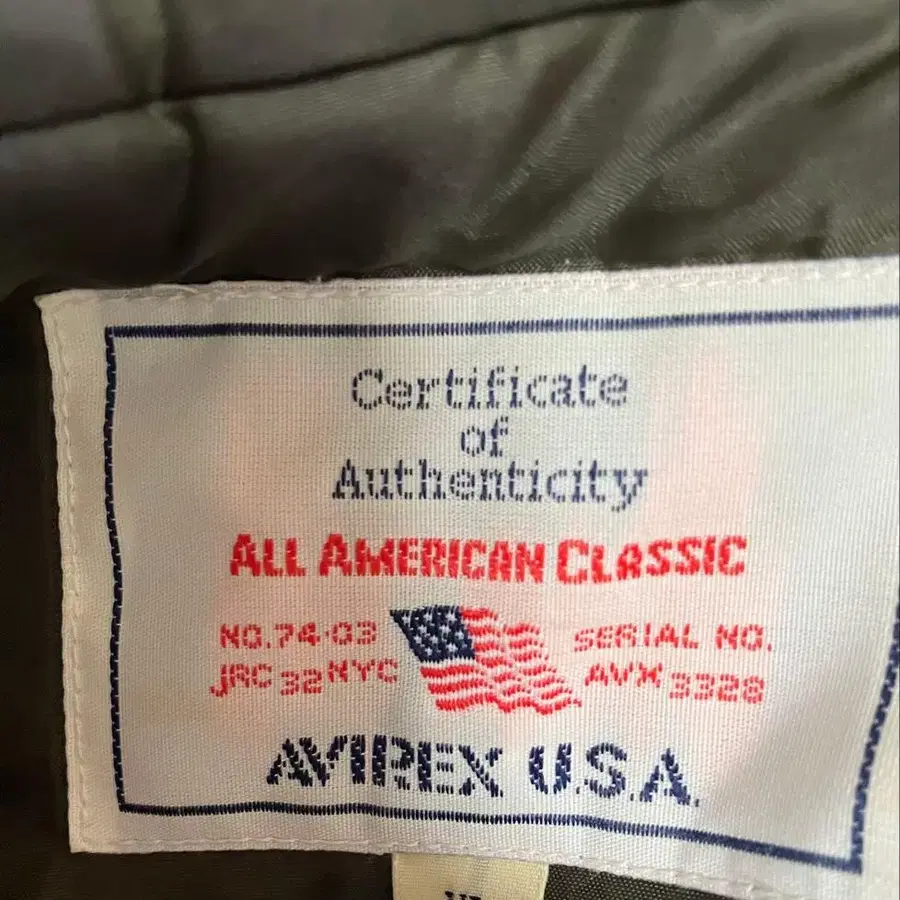 Certificate
of
Authenticity
ALL AMERICAN CLASSIC
NO.74-03 SERIAL NO.
JRC 32 NYC AVX 3328
AVIREX U.S.A.